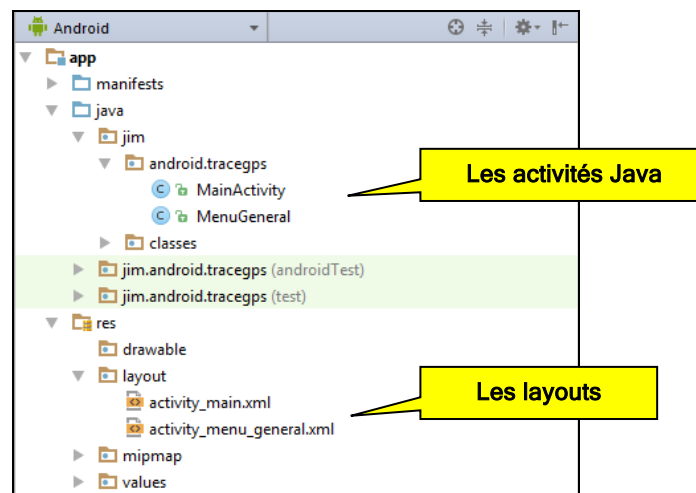 Android
app
manifests
java
jim
android.tracegps
Les activités Java
MainActivity
MenuGeneral
classes
jim.android.tracegps (androidTest)
jim.android.tracegps (test)
res
drawable
layout
Les layouts
activity_main.xml
activity_menu_general.xml
mipmap
values